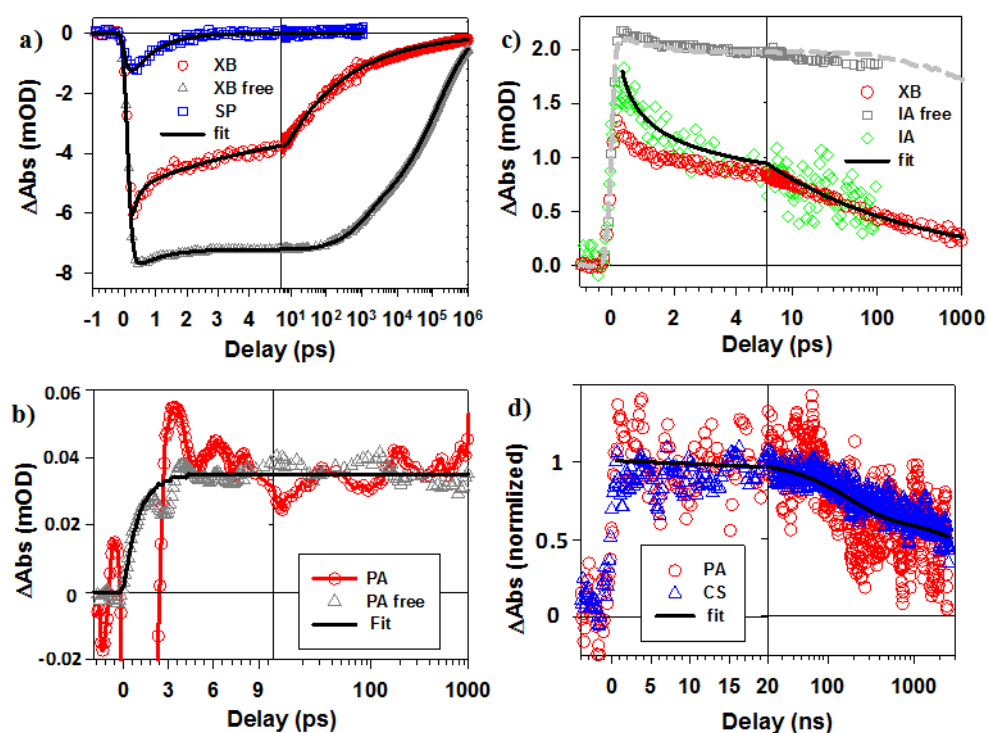 a)
0
-2
-4
-6
-8
ΔAbs (mOD)
XB
XB free
SP
fit
-1 0 1 2 3 4 10¹ 10² 10³ 10⁴ 10⁵ 10⁶
Delay (ps)
c)
2.0
1.5
1.0
0.5
0.0
ΔAbs (mOD)
XB
IA free
IA
fit
0 2 4 10 100 1000
Delay (ps)
b)
0.06
0.04
0.02
0
-0.02
ΔAbs (mOD)
PA
PA free
Fit
0 3 6 9 100 1000
Delay (ps)
d)
1
0.5
0
ΔAbs (normlized)
PA
CS
fit
0 5 10 15 20 100 1000
Delay (ns)